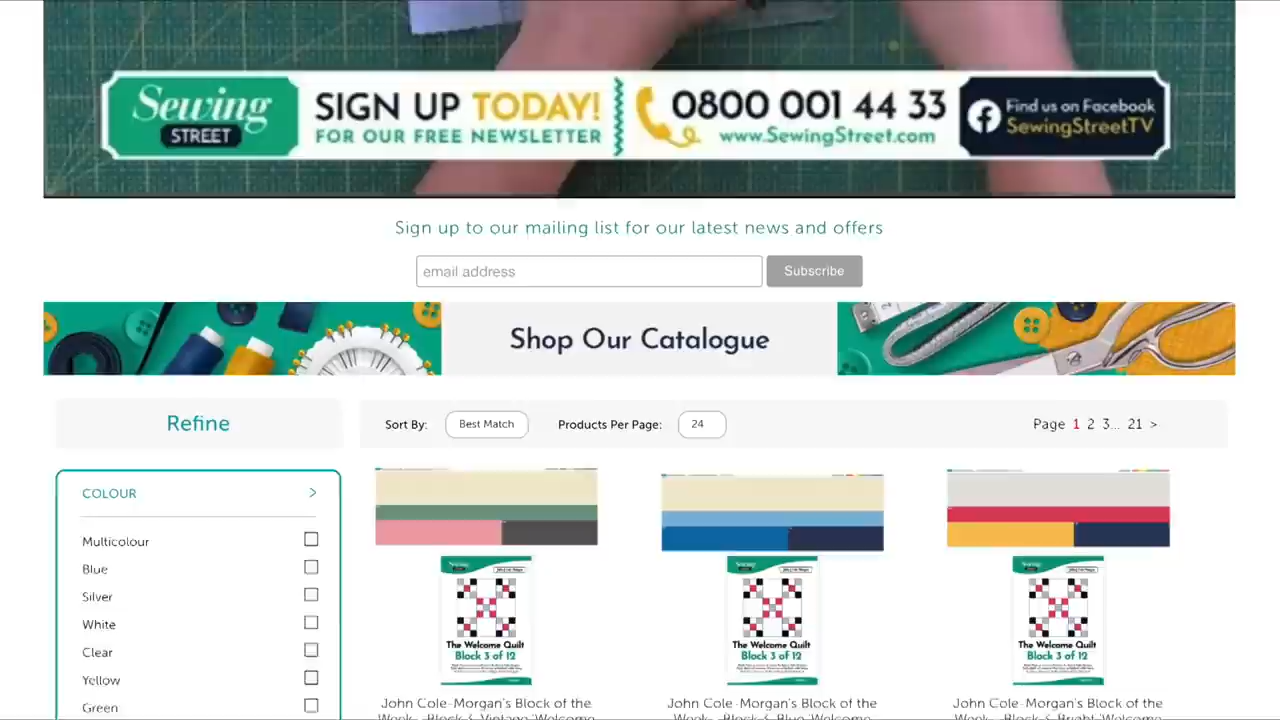 Sewing
STREET
SIGN UP TODAY!
FOR OUR FREE NEWSLETTER
0800 001 44 33
www.SewingStreet.com
Find us on Facebook
SewingStreetTV
Sign up to our mailing list for our latest news and offers
email address
Subscribe
Shop Our Catalogue
Refine
Sort By: Best Match Products Per Page: 24
Page 1 2 3... 21 >
COLOUR >
Multicolour
Blue
Silver
White
Clear
Yellow
Green
The Welcome Quilt
Block 3 of 12
The Welcome Quilt
Block 3 of 12
The Welcome Quilt
Block 3 of 12
John Cole-Morgan's Block of the
John Cole-Morgan's Block of the
John Cole-Morgan's Block of the